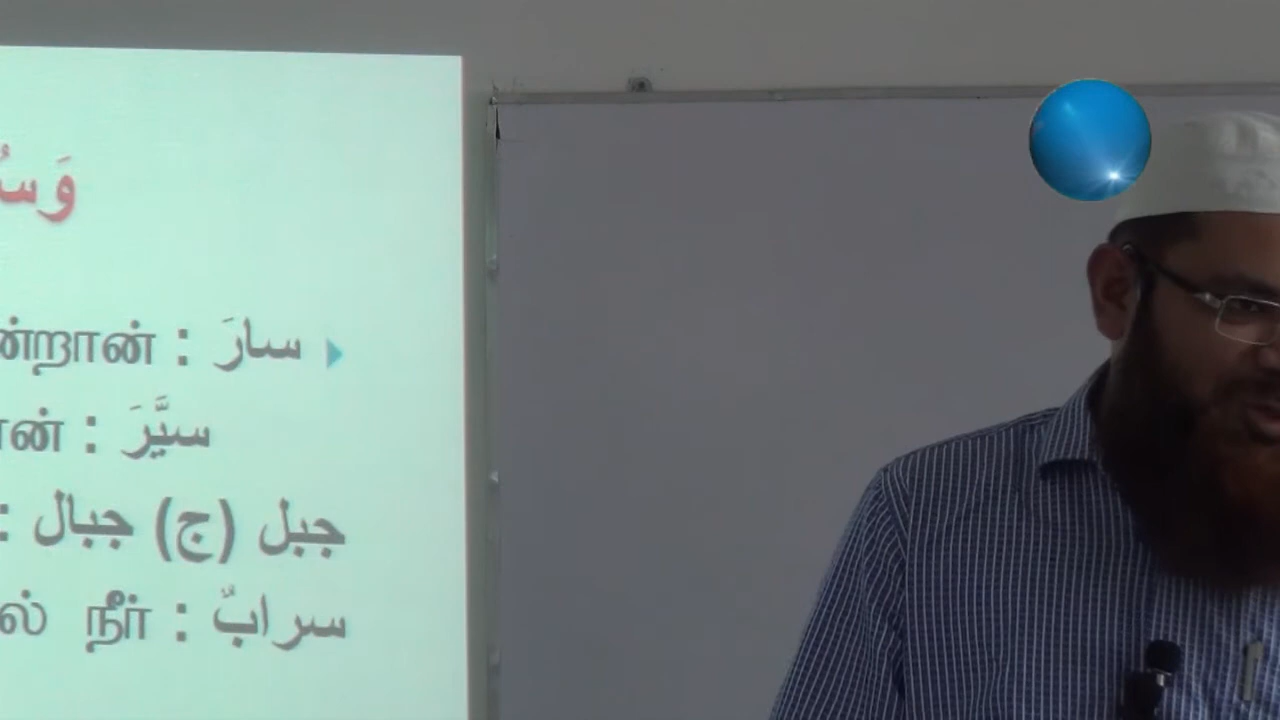 سارَ : ன்றான்
سيَّرَ : ான்
جبل (ج) جبال :
سرابٌ : ல் நீர்